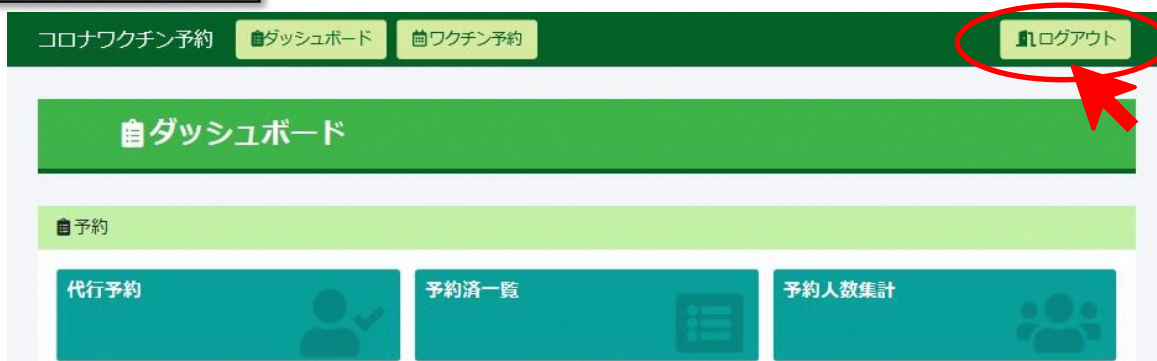 コロナワクチン予約 ダッシュボード ワクチン予約 ログアウト
ダッシュボード
予約
代行予約 予約済一覧 予約人数集計